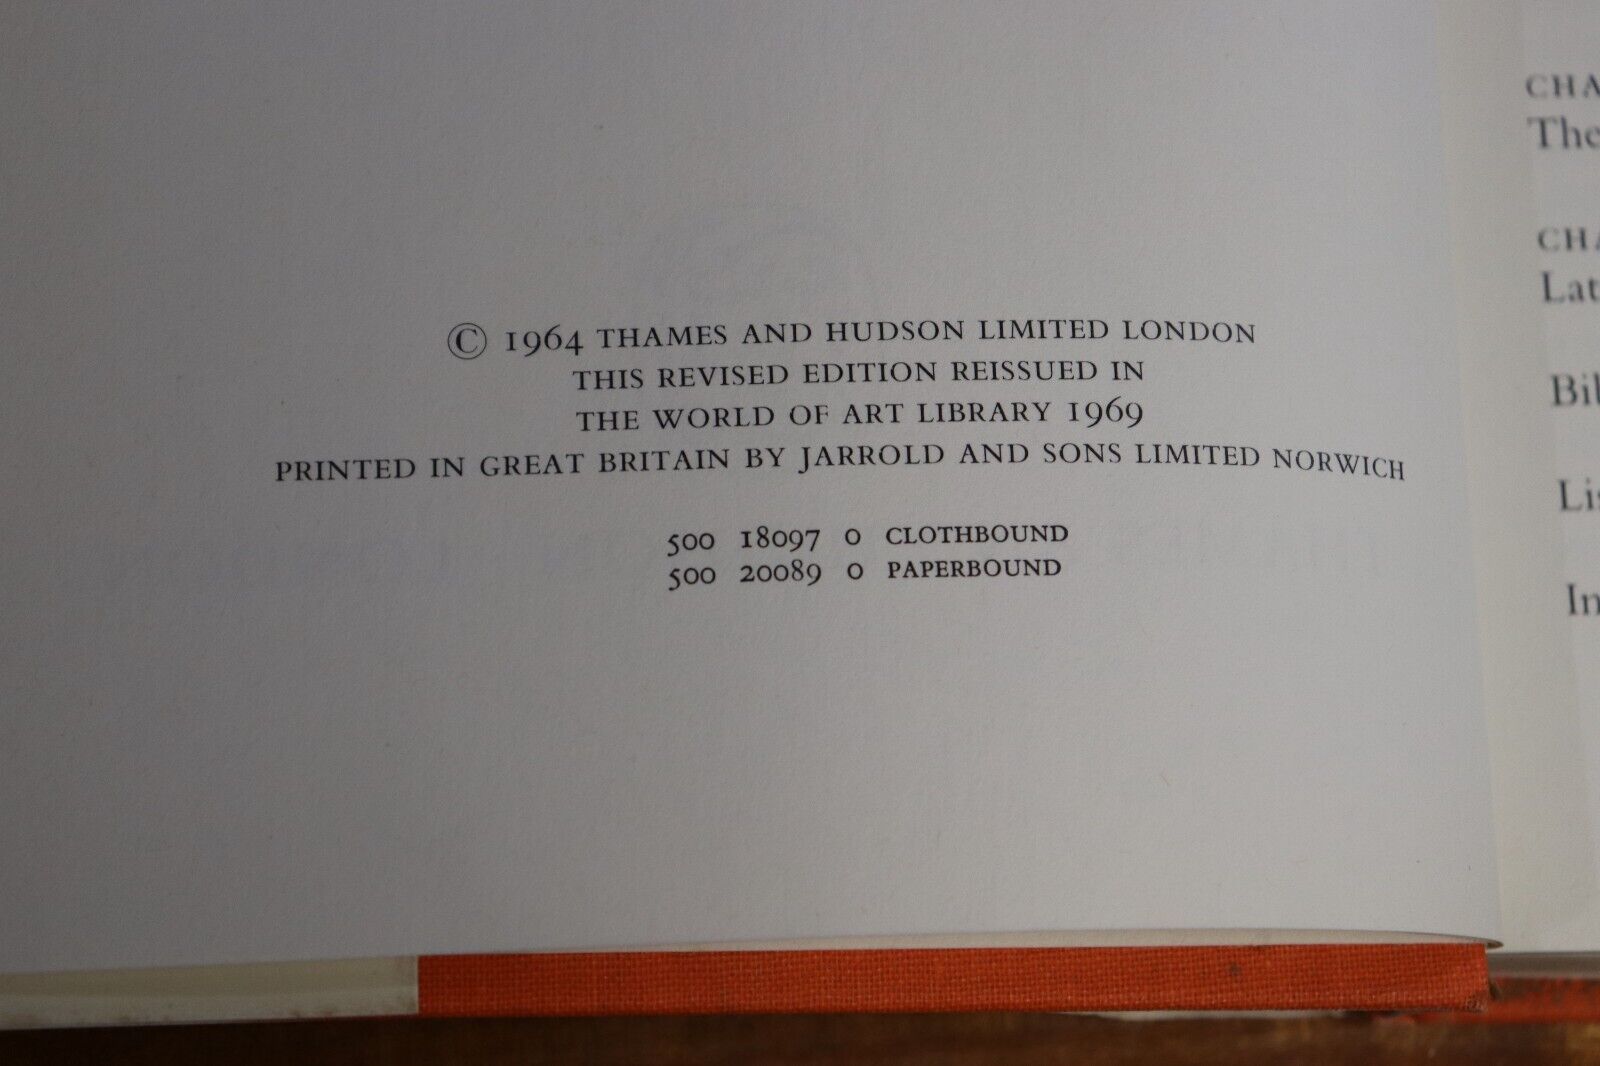 © 1964 THAMES AND HUDSON LIMITED LONDON
THIS REVISED EDITION REISSUED IN
THE WORLD OF ART LIBRARY 1969
PRINTED IN GREAT BRITAIN BY JARROLD AND SONS LIMITED NORWICH
500 18097 0 CLOTHBOUND
500 20089 0 PAPERBOUND
The